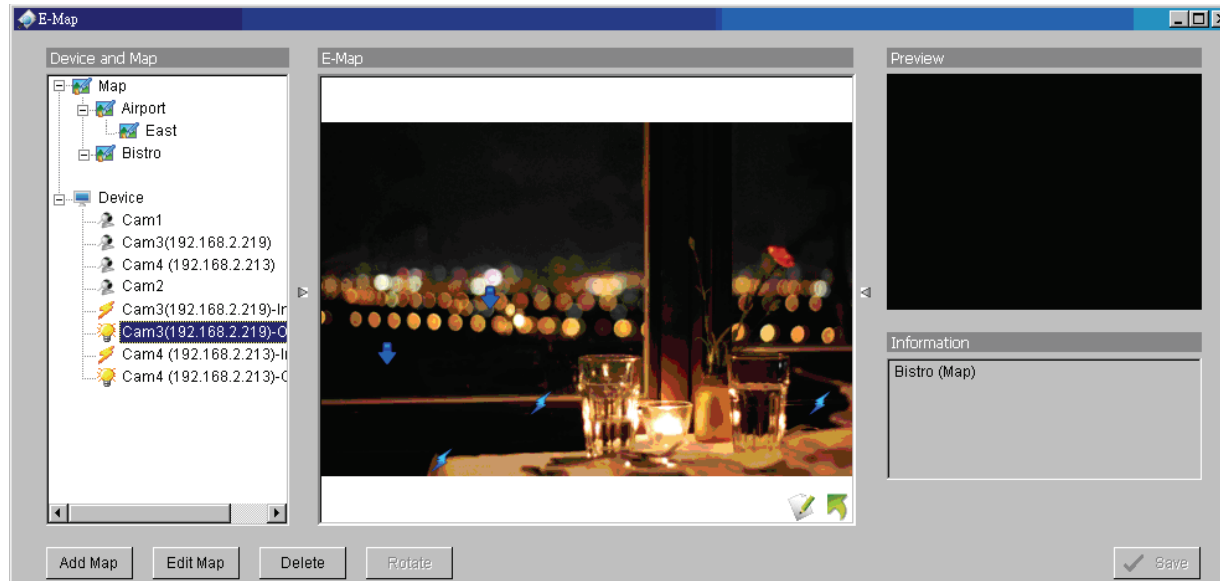 E-Map
Device and Map
E-Map
Preview
Map
Airport
East
Bistro
Device
Cam1
Cam3(192.168.2.219)
Cam4 (192.168.2.213)
Cam2
Cam3(192.168.2.219)-Ir
Cam3(192.168.2.219)-O
Cam4 (192.168.2.213)-I
Cam4 (192.168.2.213)-C
Information
Bistro (Map)
Add Map
Edit Map
Delete
Rotate
Save